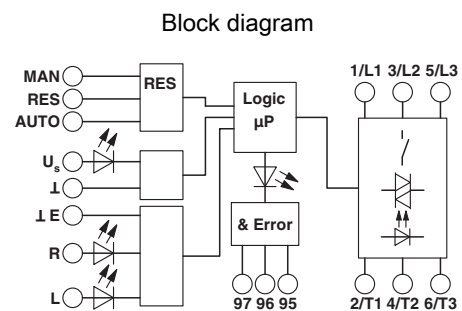 Block diagram
MAN
RES
AUTO
Us
⊥
⊥ E
R
L
RES
Logic
µP
& Error
97 96 95
1/L1 3/L2 5/L3
2/T1 4/T2 6/T3